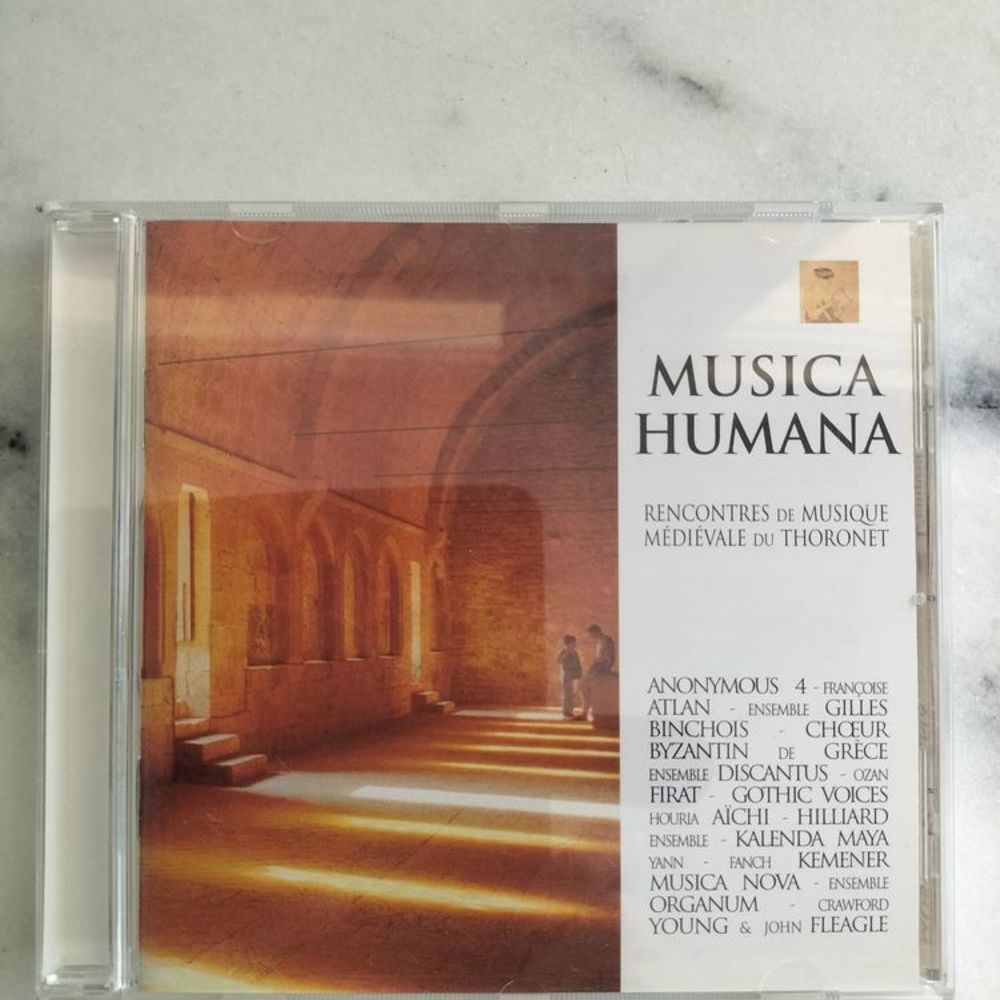 MUSICA
HUMANA
RENCONTRES DE MUSIQUE
MÉDIÉVALE DU THORONET
ANONYMOUS 4 - FRANÇOISE
ATLAN - ENSEMBLE GILLES
BINCHOIS - CHŒUR
BYZANTIN DE GRÈCE
ENSEMBLE DISCANTUS - OZAN
FIRAT - GOTHIC VOICES
HOURIA AÏCHI - HILLIARD
ENSEMBLE - KALENDA MAYA
YANN - FANCH KEMENER
MUSICA NOVA - ENSEMBLE
ORGANUM - CRAWFORD
YOUNG & JOHN FLEAGLE